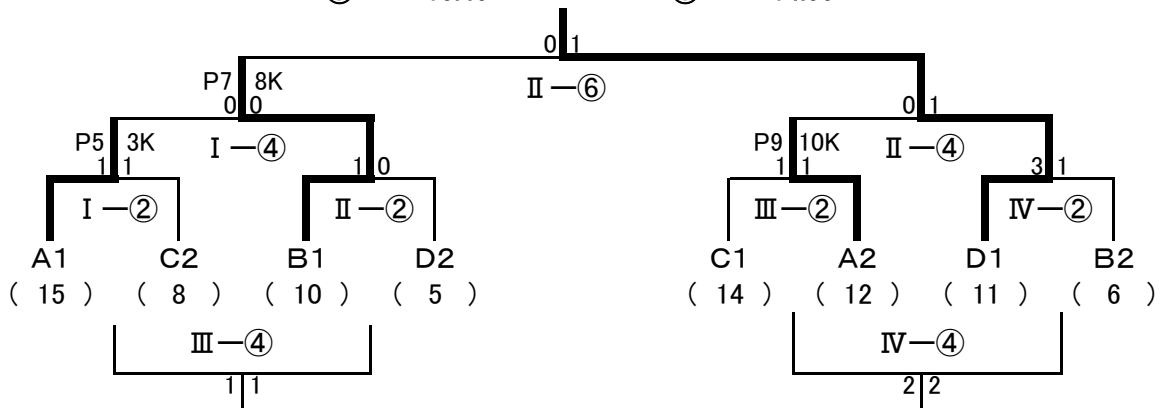 0 1
P7 8K Ⅱ―⑥
0 0 0 1
P5 3K Ⅰ―④ P9 10K Ⅱ―④
1 1 1 0 1 1 3 1
Ⅰ―② Ⅱ―② Ⅲ―② Ⅳ―②
A1 C2 B1 D2 C1 A2 D1 B2
( 15 ) ( 8 ) ( 10 ) ( 5 ) ( 14 ) ( 12 ) ( 11 ) ( 6 )
Ⅲ―④ Ⅳ―④
1 1 2 2